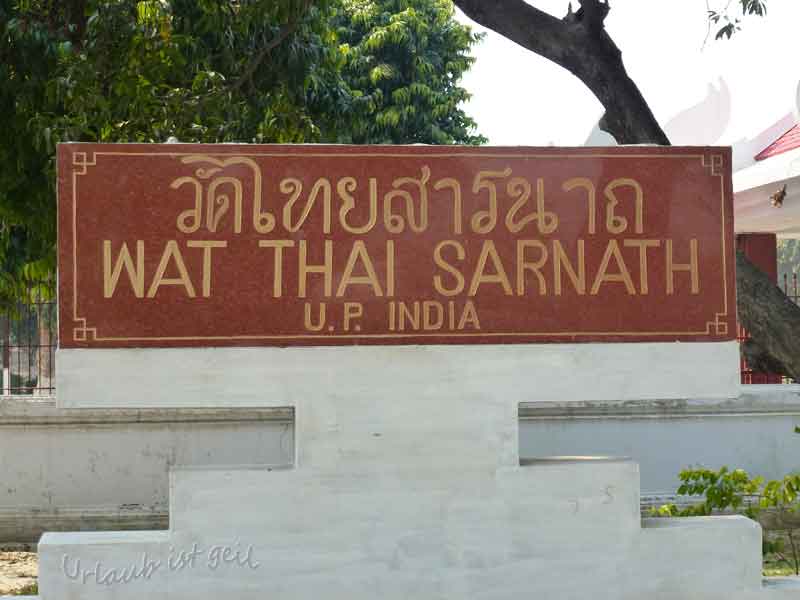 วัดไทยสารนาถ
WAT THAI SARNATH
U.P. INDIA
Urlaub ist geil